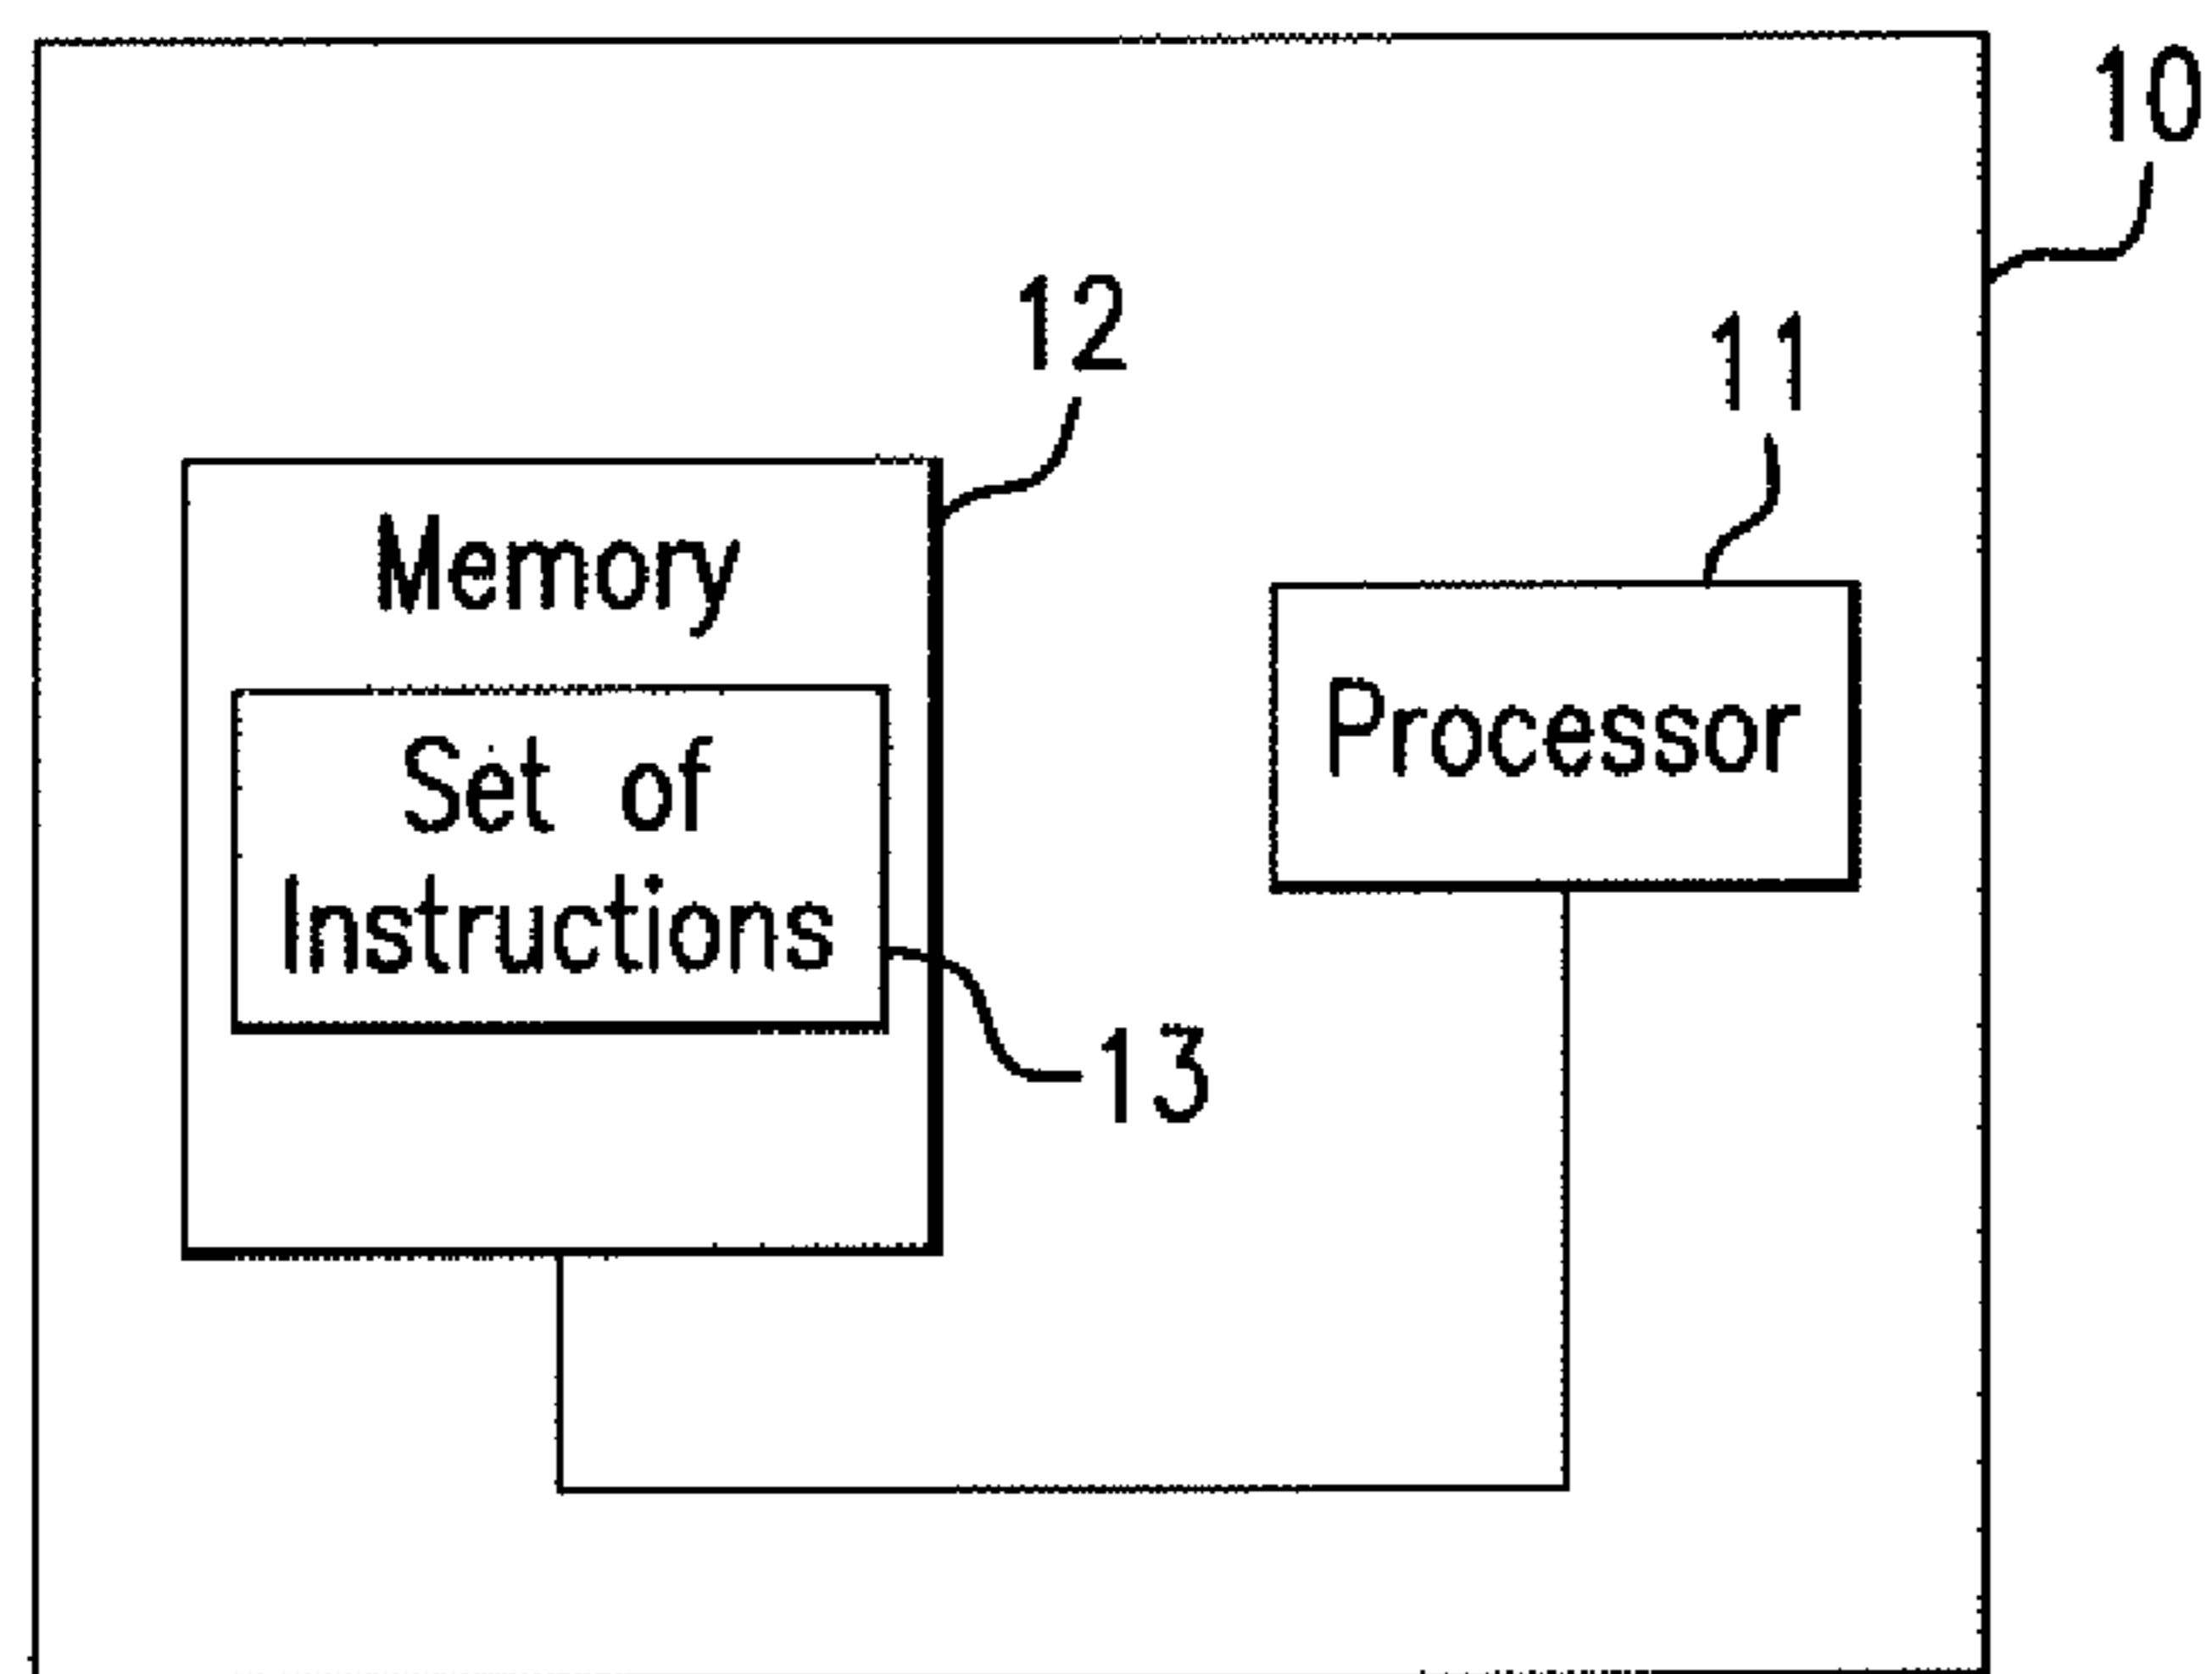 10
12
11
Memory
Set of
Instructions
Processor
13